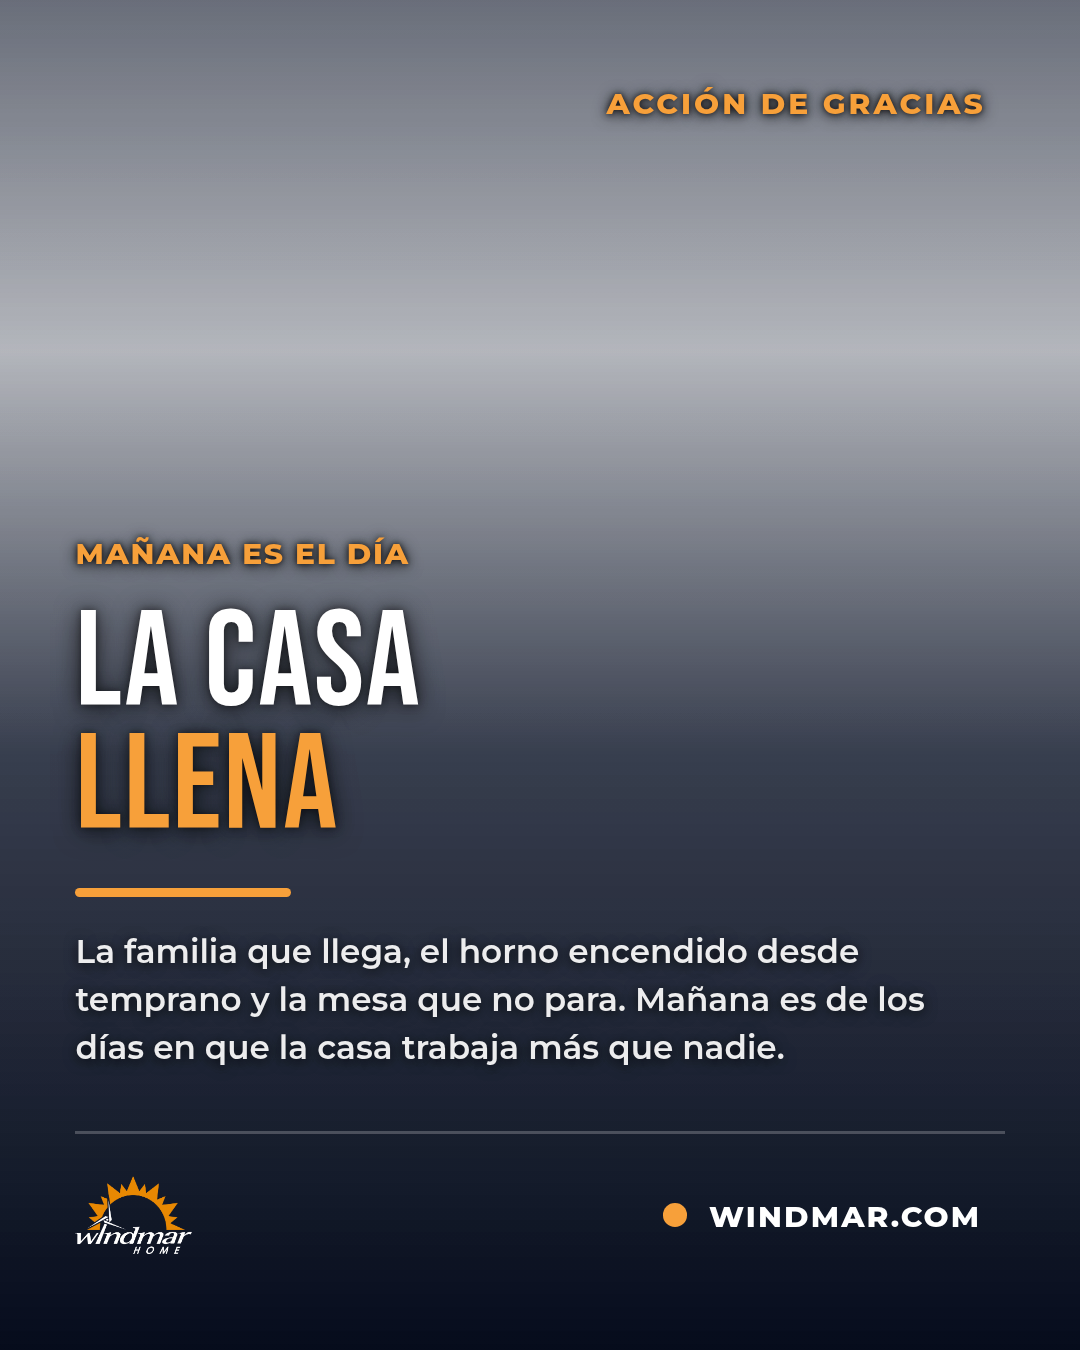 ACCIÓN DE GRACIAS
MAÑANA ES EL DÍA
LA CASA
LLENA
La familia que llega, el horno encendido desde
temprano y la mesa que no para. Mañana es de los
días en que la casa trabaja más que nadie.
windmar
HOME
WINDMAR.COM